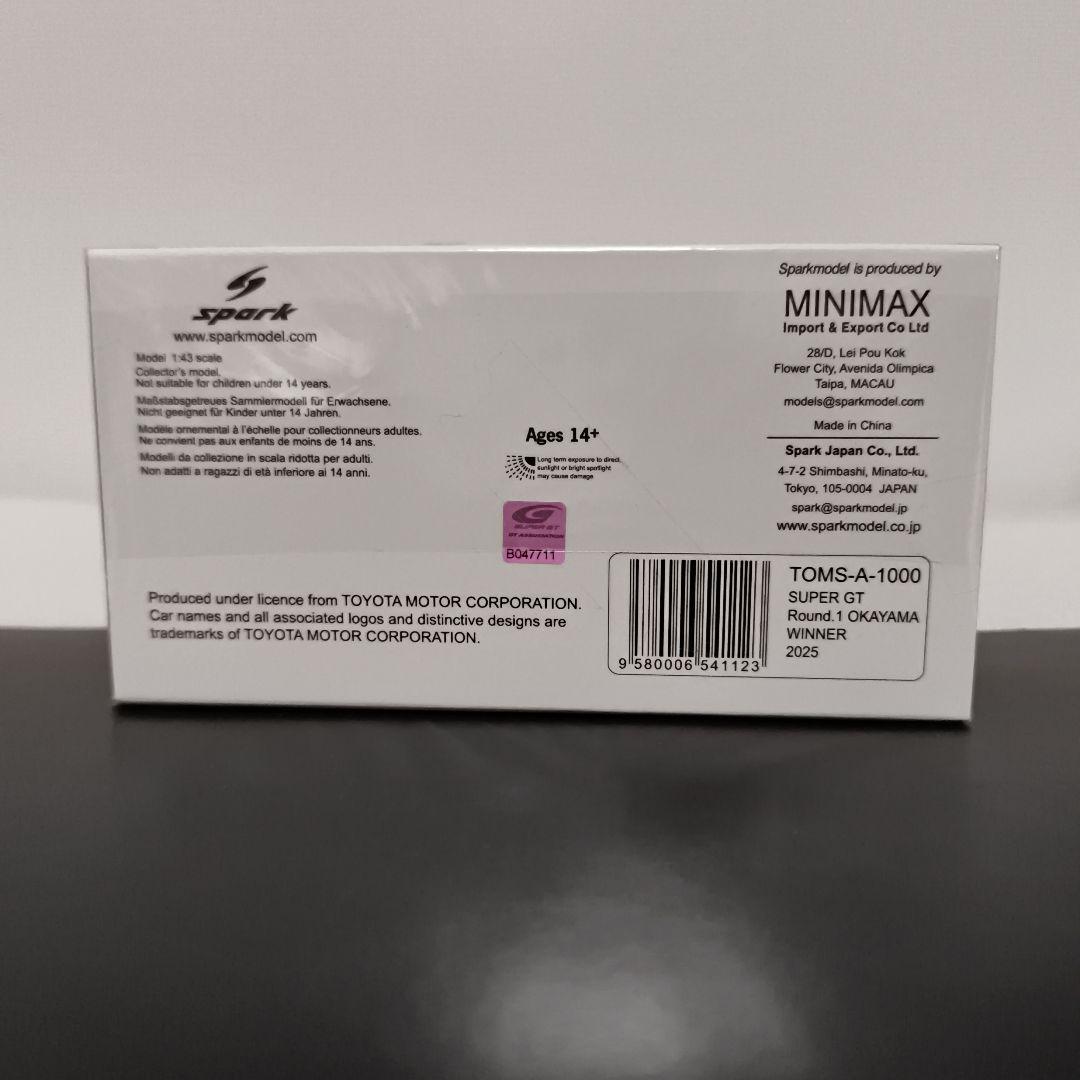 spark
www.sparkmodel.com
Model 1:43 scale
Collector's model.
Not suitable for children under 14 years.
Maßstabsgetreues Sammlermodell für Erwachsene.
Nicht geeignet für Kinder unter 14 Jahren.
Modèle ornemental à l'échelle pour collectionneurs adultes.
Ne convient pas aux enfants de moins de 14 ans.
Modelli da collezione in scala ridotta per adulti.
Non adatti a ragazzi di età inferiore ai 14 anni.
Ages 14+
Long term exposure to direct
sunlight or bright spotlight
may cause damage
SUPER GT
GT ASSOCIATION
B047711
Produced under licence from TOYOTA MOTOR CORPORATION.
Car names and all associated logos and distinctive designs are
trademarks of TOYOTA MOTOR CORPORATION.
Sparkmodel is produced by
MINIMAX
Import & Export Co Ltd
28/D, Lei Pou Kok
Flower City, Avenida Olimpica
Taipa, MACAU
models@sparkmodel.com
Made in China
Spark Japan Co., Ltd.
4-7-2 Shimbashi, Minato-ku,
Tokyo, 105-0004 JAPAN
spark@sparkmodel.jp
www.sparkmodel.co.jp
9 580006 541123
TOMS-A-1000
SUPER GT
Round.1 OKAYAMA
WINNER
2025